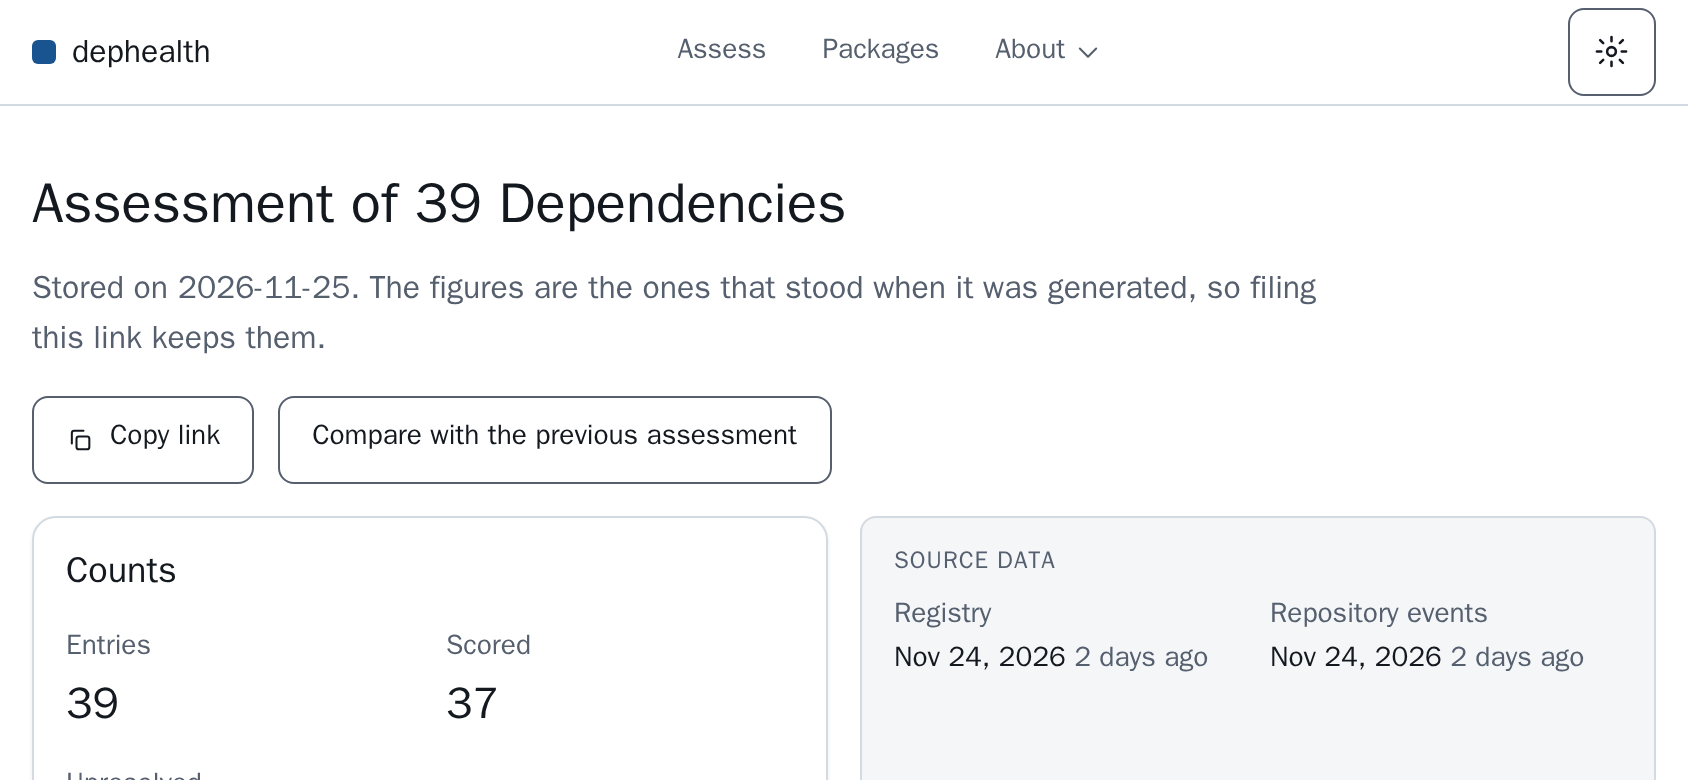 dephealth
Assess
Packages
About
Assessment of 39 Dependencies
Stored on 2026-11-25. The figures are the ones that stood when it was generated, so filing
this link keeps them.
Copy link
Compare with the previous assessment
Counts
Entries
39
Scored
37
Unresolved
SOURCE DATA
Registry
Nov 24, 2026 2 days ago
Repository events
Nov 24, 2026 2 days ago